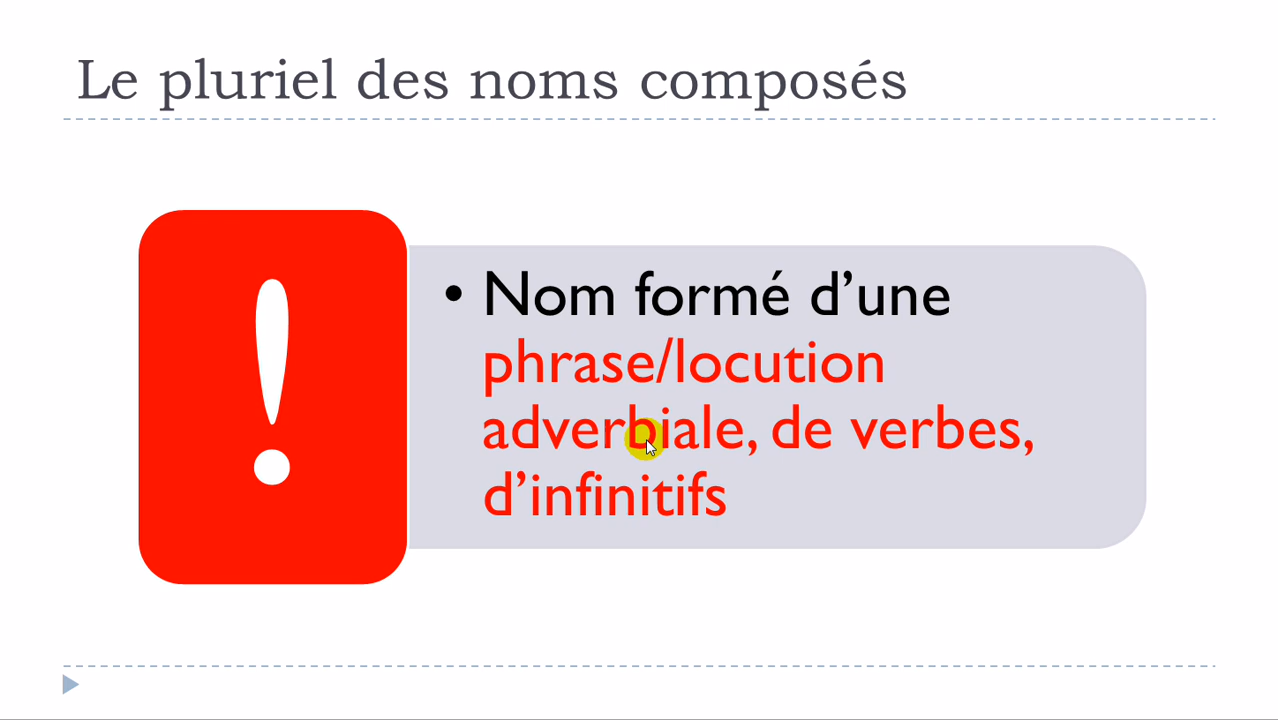 Le pluriel des noms composés
!
• Nom formé d’une
phrase/locution
adverbiale, de verbes,
d’infinitifs